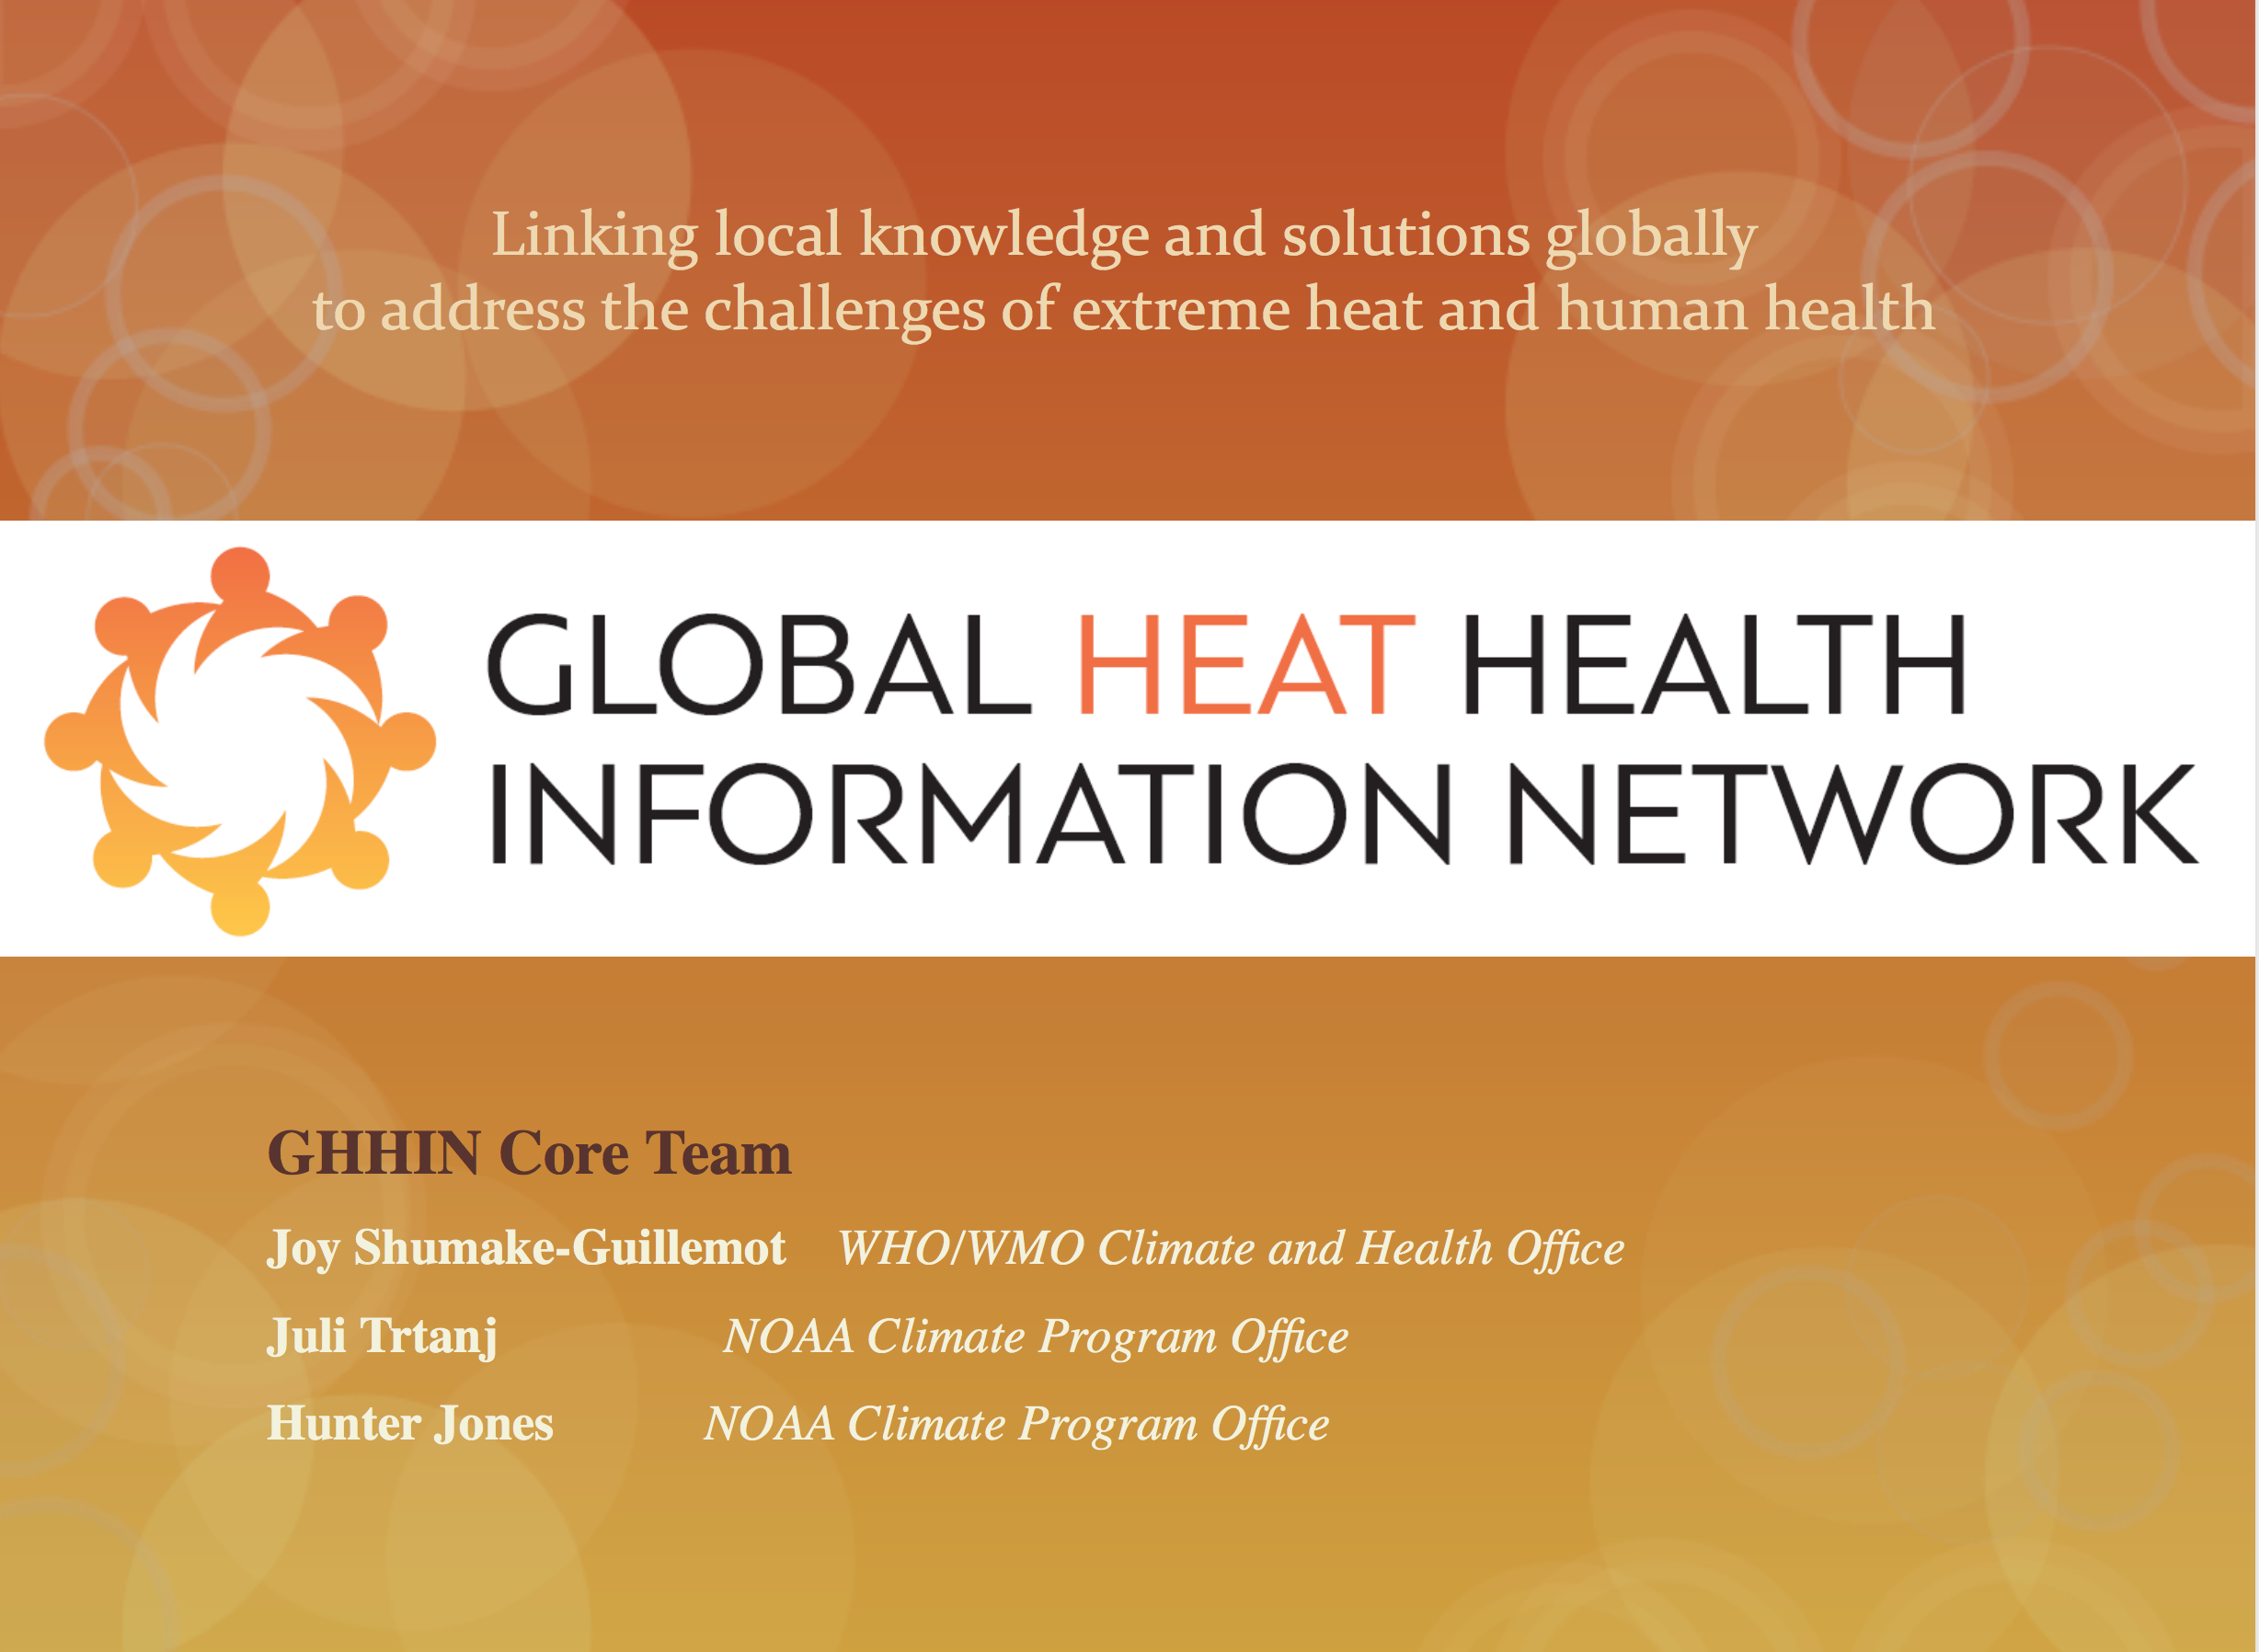 Linking local knowledge and solutions globally
to address the challenges of extreme heat and human health
GLOBAL HEAT HEALTH
INFORMATION NETWORK
GHHIN Core Team
Joy Shumake-Guillemot WHO/WMO Climate and Health Office
Juli Trtanj NOAA Climate Program Office
Hunter Jones NOAA Climate Program Office